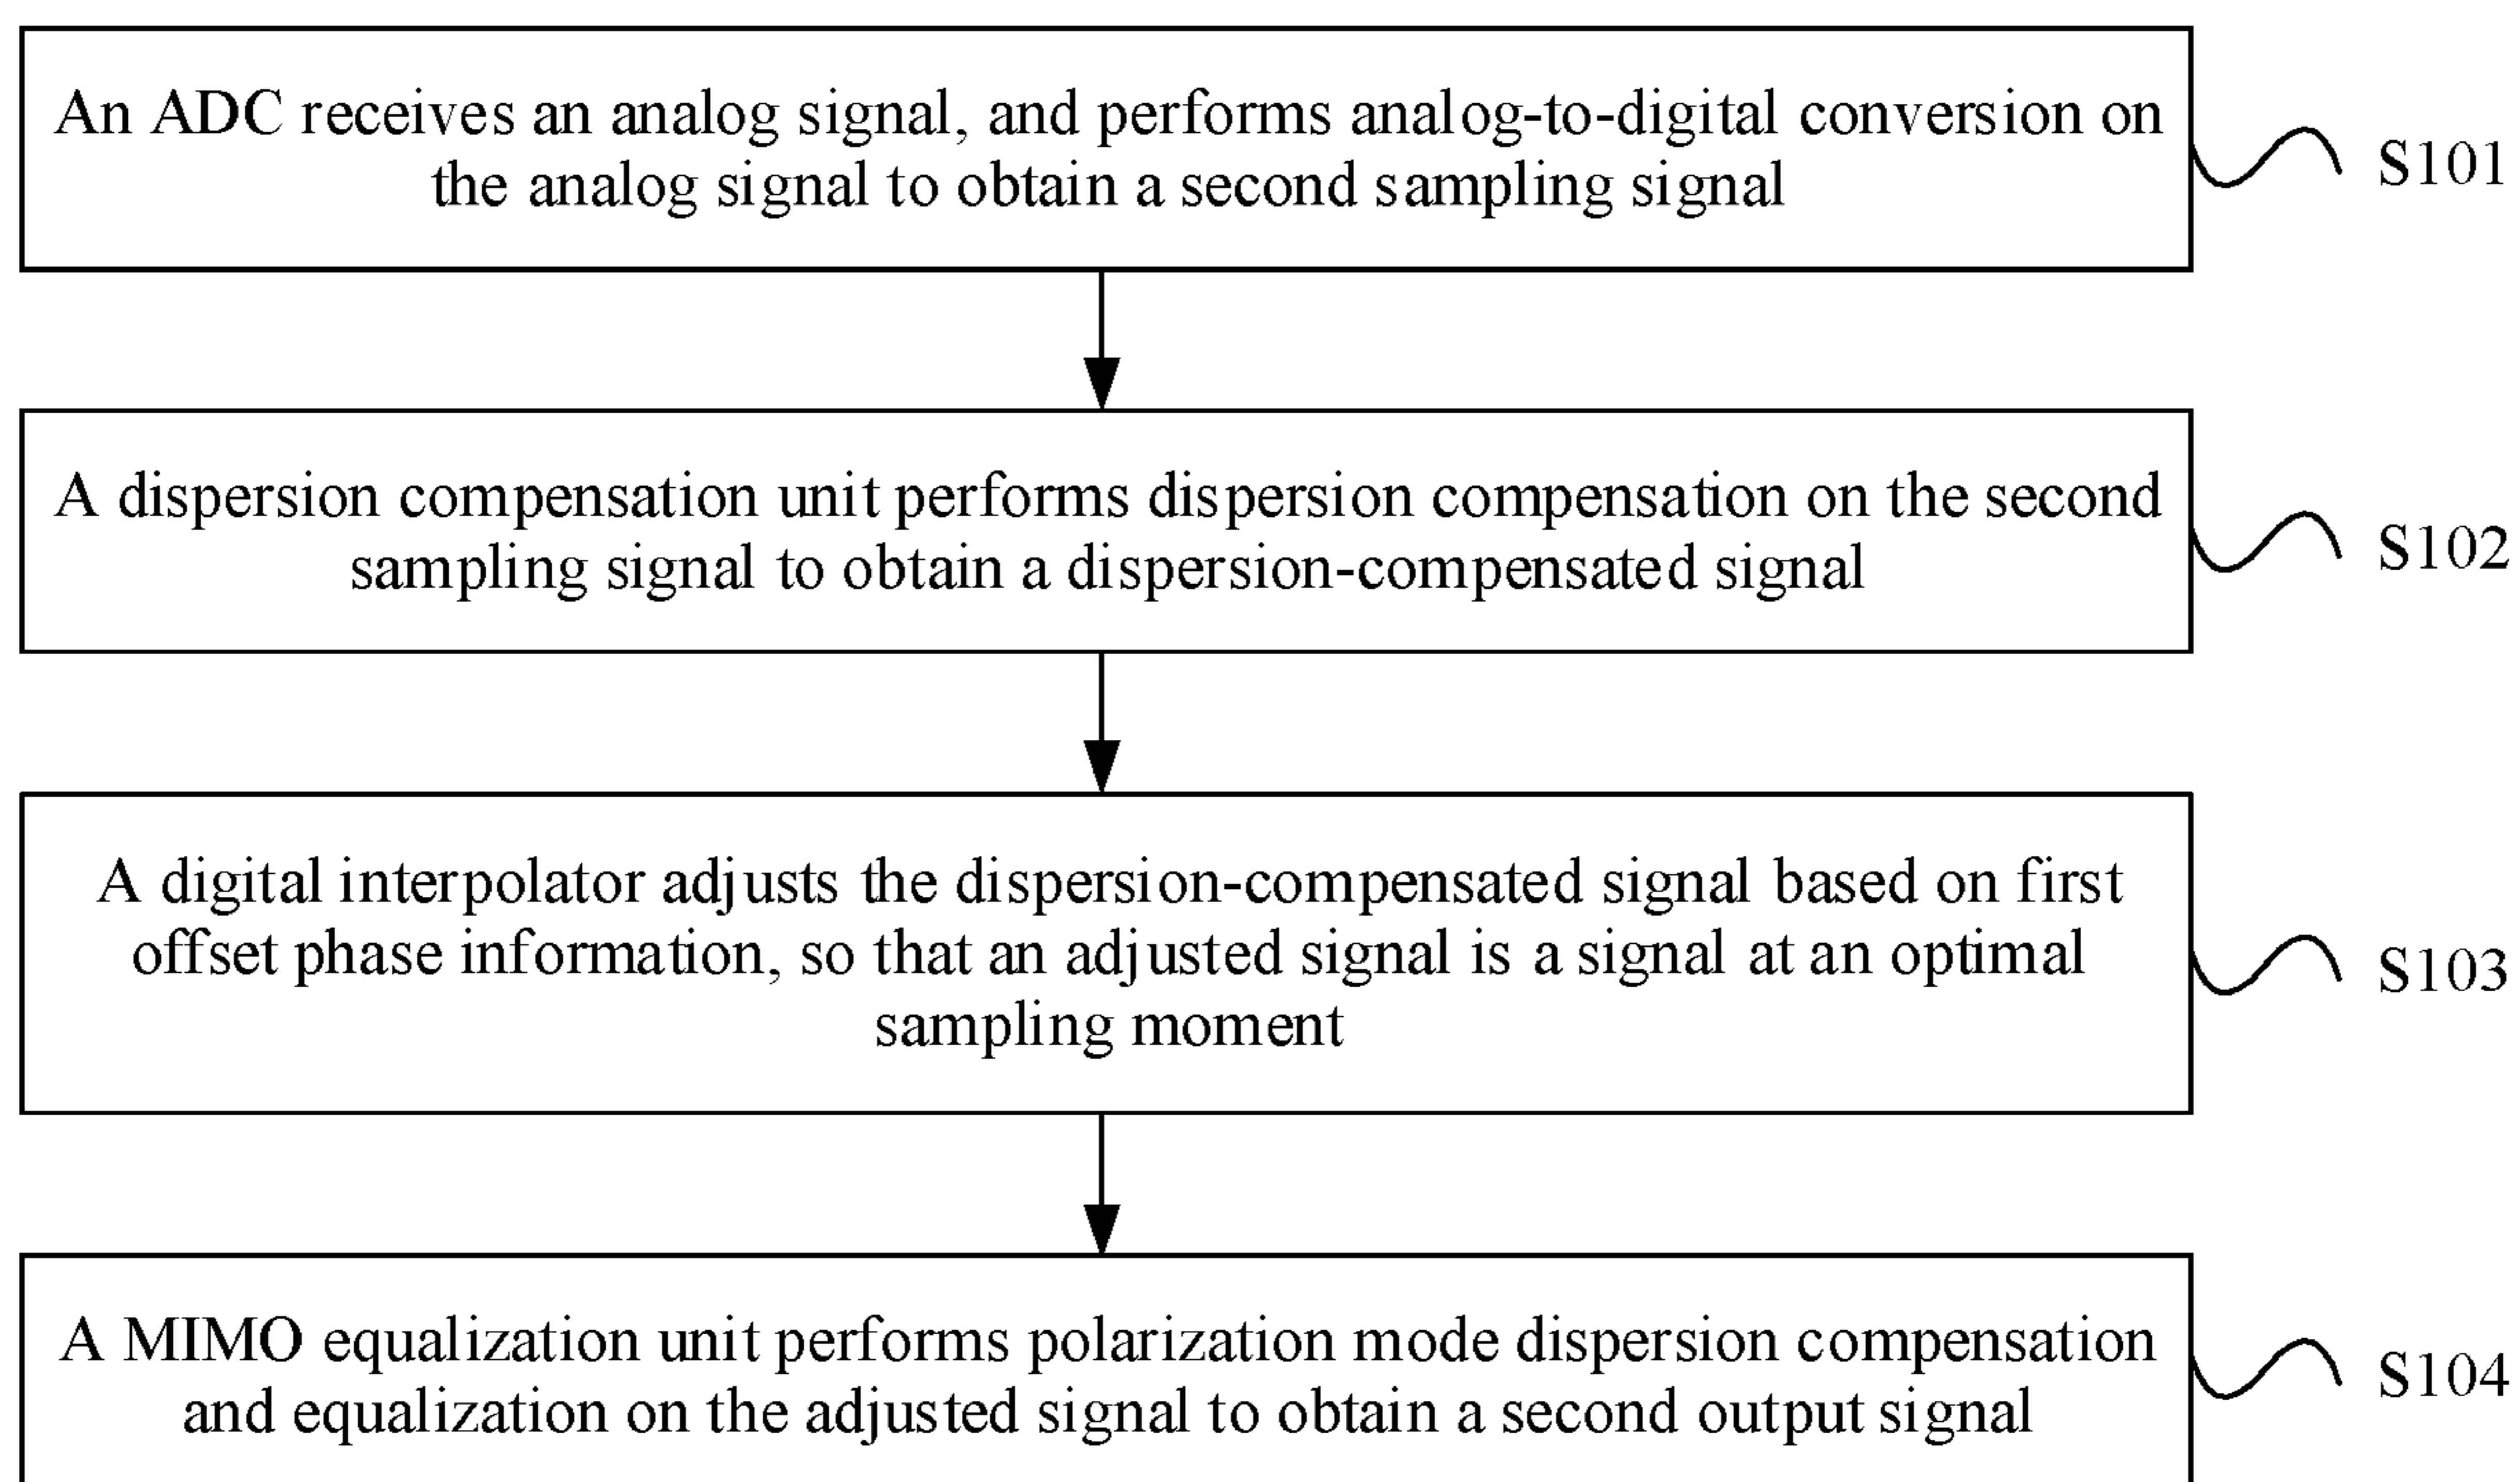 An ADC receives an analog signal, and performs analog-to-digital conversion on
the analog signal to obtain a second sampling signal
S101
A dispersion compensation unit performs dispersion compensation on the second
sampling signal to obtain a dispersion-compensated signal
S102
A digital interpolator adjusts the dispersion-compensated signal based on first
offset phase information, so that an adjusted signal is a signal at an optimal
sampling moment
S103
A MIMO equalization unit performs polarization mode dispersion compensation
and equalization on the adjusted signal to obtain a second output signal
S104